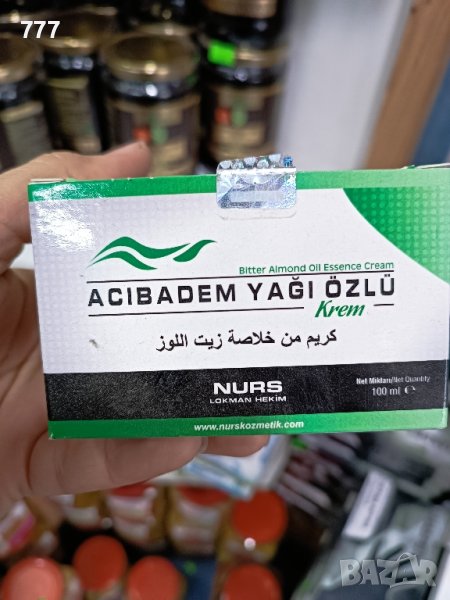 777
Bitter Almond Oil Essence Cream
ACIBADEM YAĞI ÖZLÜ
Krem
كريم من خلاصة زيت اللوز
NURS
LOKMAN HEKİM
Net Miktarı/Net Quantity
100 ml ℮
www.nurskozmetik.com
BAZAR